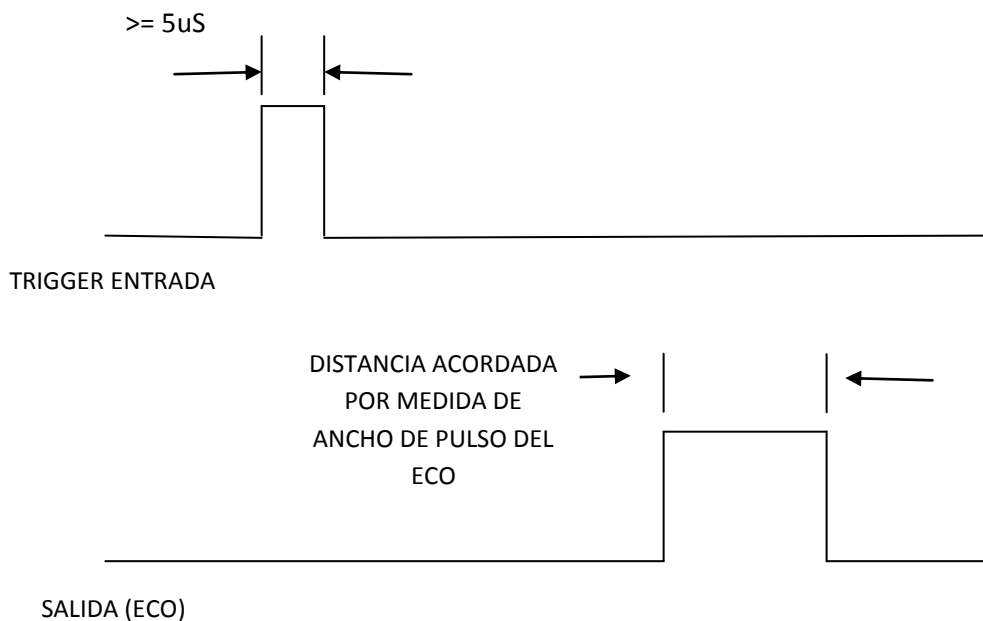 >= 5uS
TRIGGER ENTRADA
DISTANCIA ACORDADA
POR MEDIDA DE
ANCHO DE PULSO DEL
ECO
SALIDA (ECO)